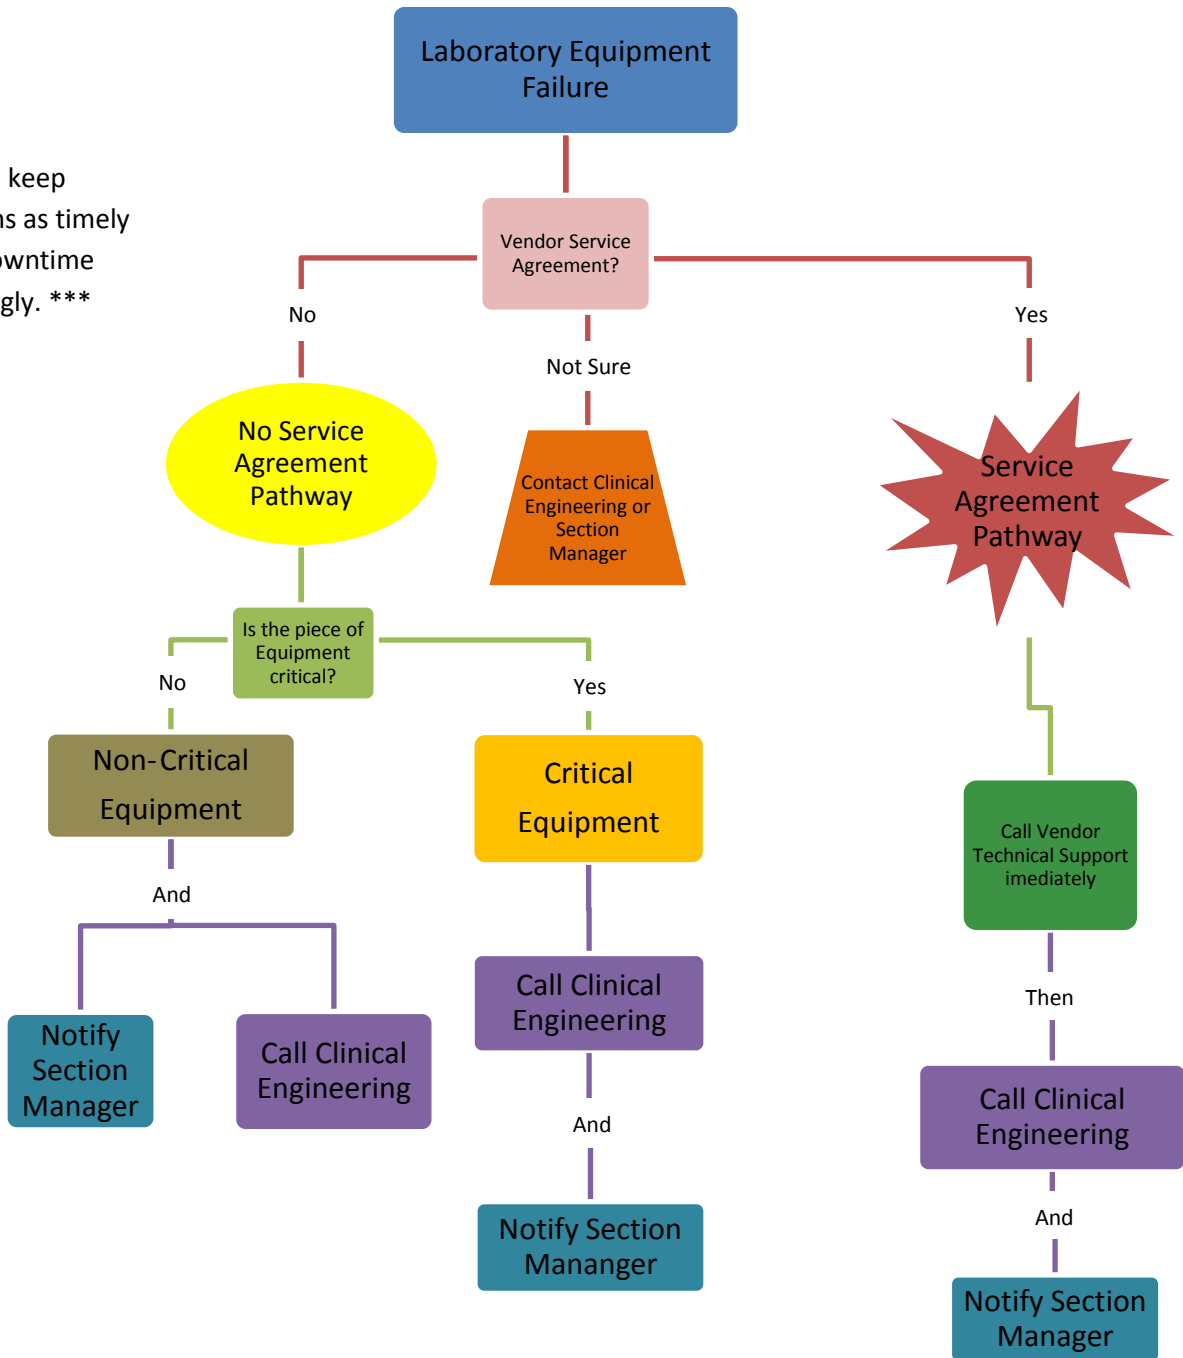 Laboratory Equipment
Failure
keep
ns as timely
owntime
gly. ***
Vendor Service
Agreement?
No
Not Sure
Yes
No Service
Agreement
Pathway
Contact Clinical
Engineering or
Section
Manager
Service
Agreement
Pathway
Is the piece of
Equipment
critical?
No
Yes
Non-Critical
Equipment
Critical
Equipment
Call Vendor
Technical Support
imediately
And
Notify
Section
Manager
Call Clinical
Engineering
Call Clinical
Engineering
And
Notify Section
Mananger
Then
Call Clinical
Engineering
And
Notify Section
Manager